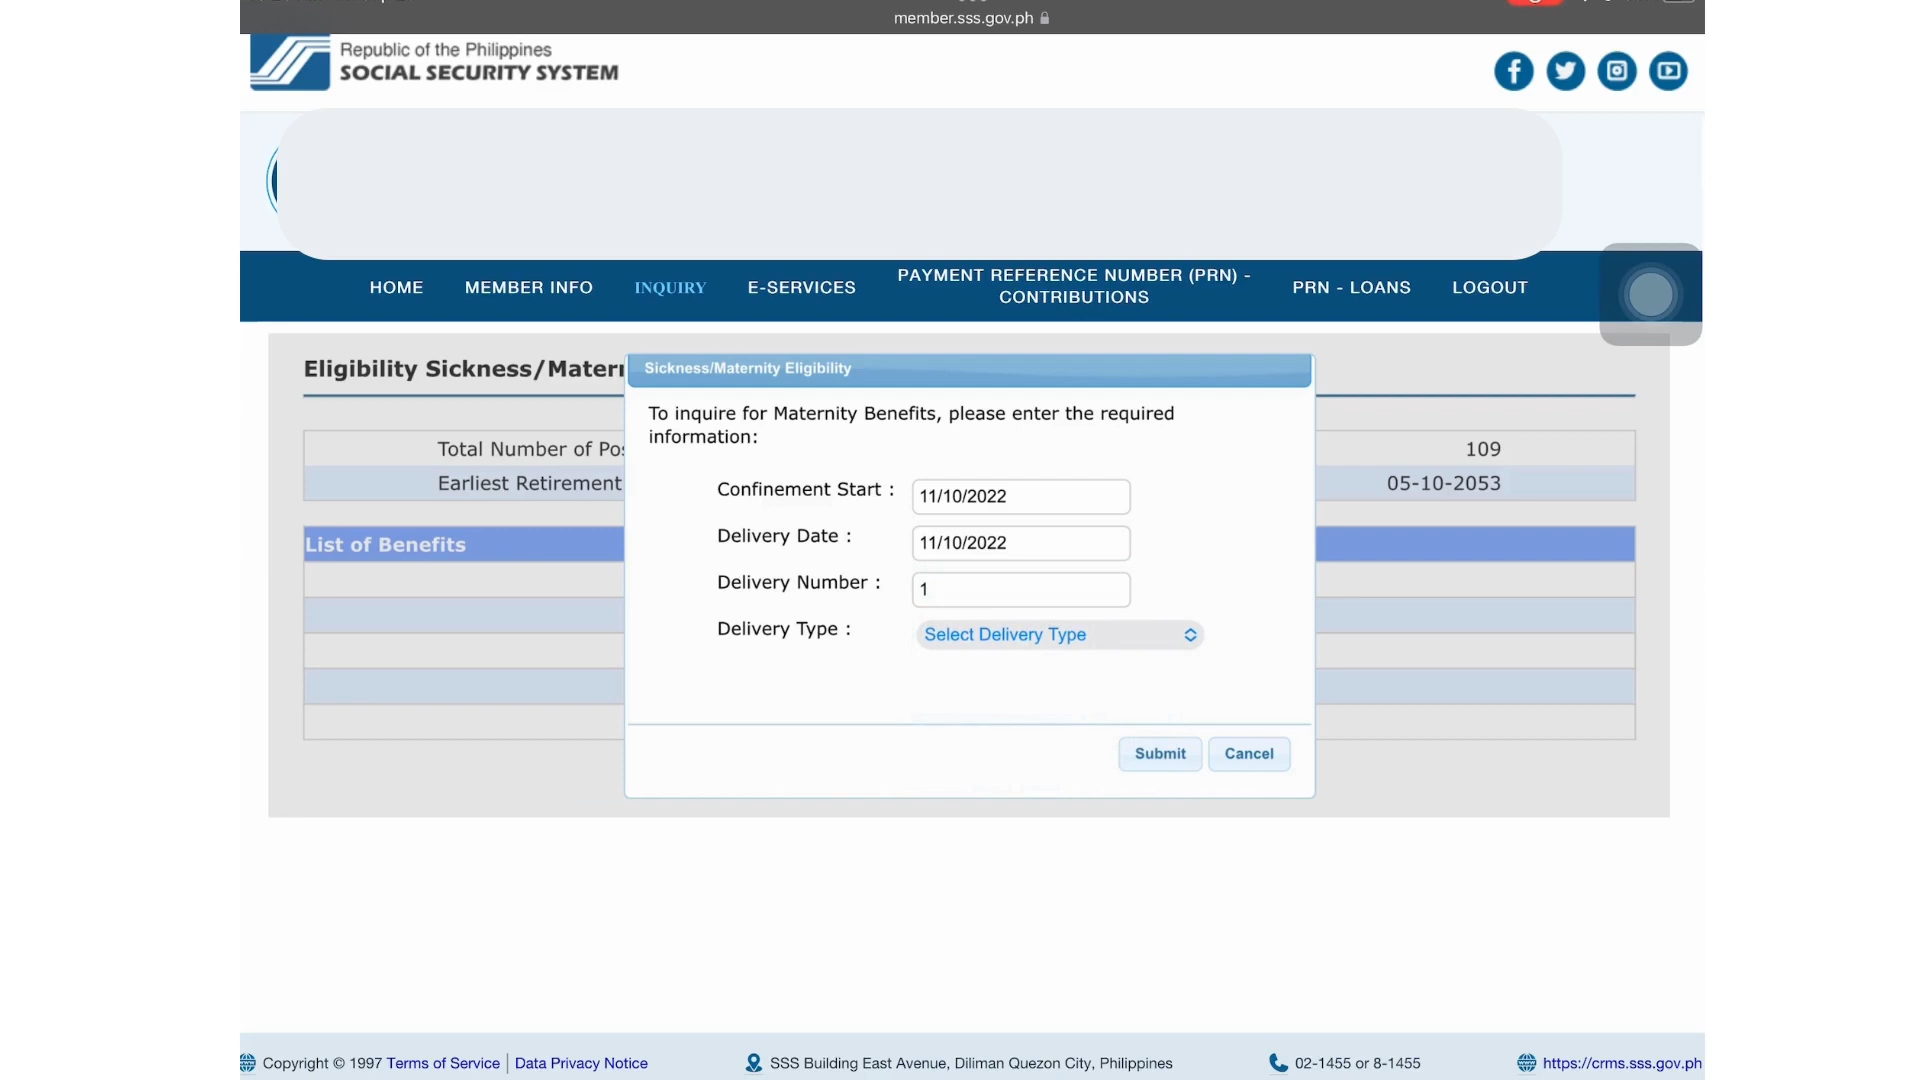 member.sss.gov.ph
Republic of the Philippines
SOCIAL SECURITY SYSTEM
HOME
MEMBER INFO
INQUIRY
E-SERVICES
PAYMENT REFERENCE NUMBER (PRN) -
CONTRIBUTIONS
PRN - LOANS
LOGOUT
Eligibility
Sickness/Maternity Eligibility
To inquire for Maternity Benefits, please enter the required
information:
Total Number of 109
Confinement Start : 11/10/2022
Earliest Retirement 05-10-2053
Delivery Date : 11/10/2022
List of Benefits
Delivery Number : 1
Delivery Type : Select Delivery Type
Submit
Cancel
Copyright © 1997 Terms of Service | Data Privacy Notice
SSS Building East Avenue, Diliman Quezon City, Philippines
02-1455 or 8-1455
https://crms.sss.gov.ph